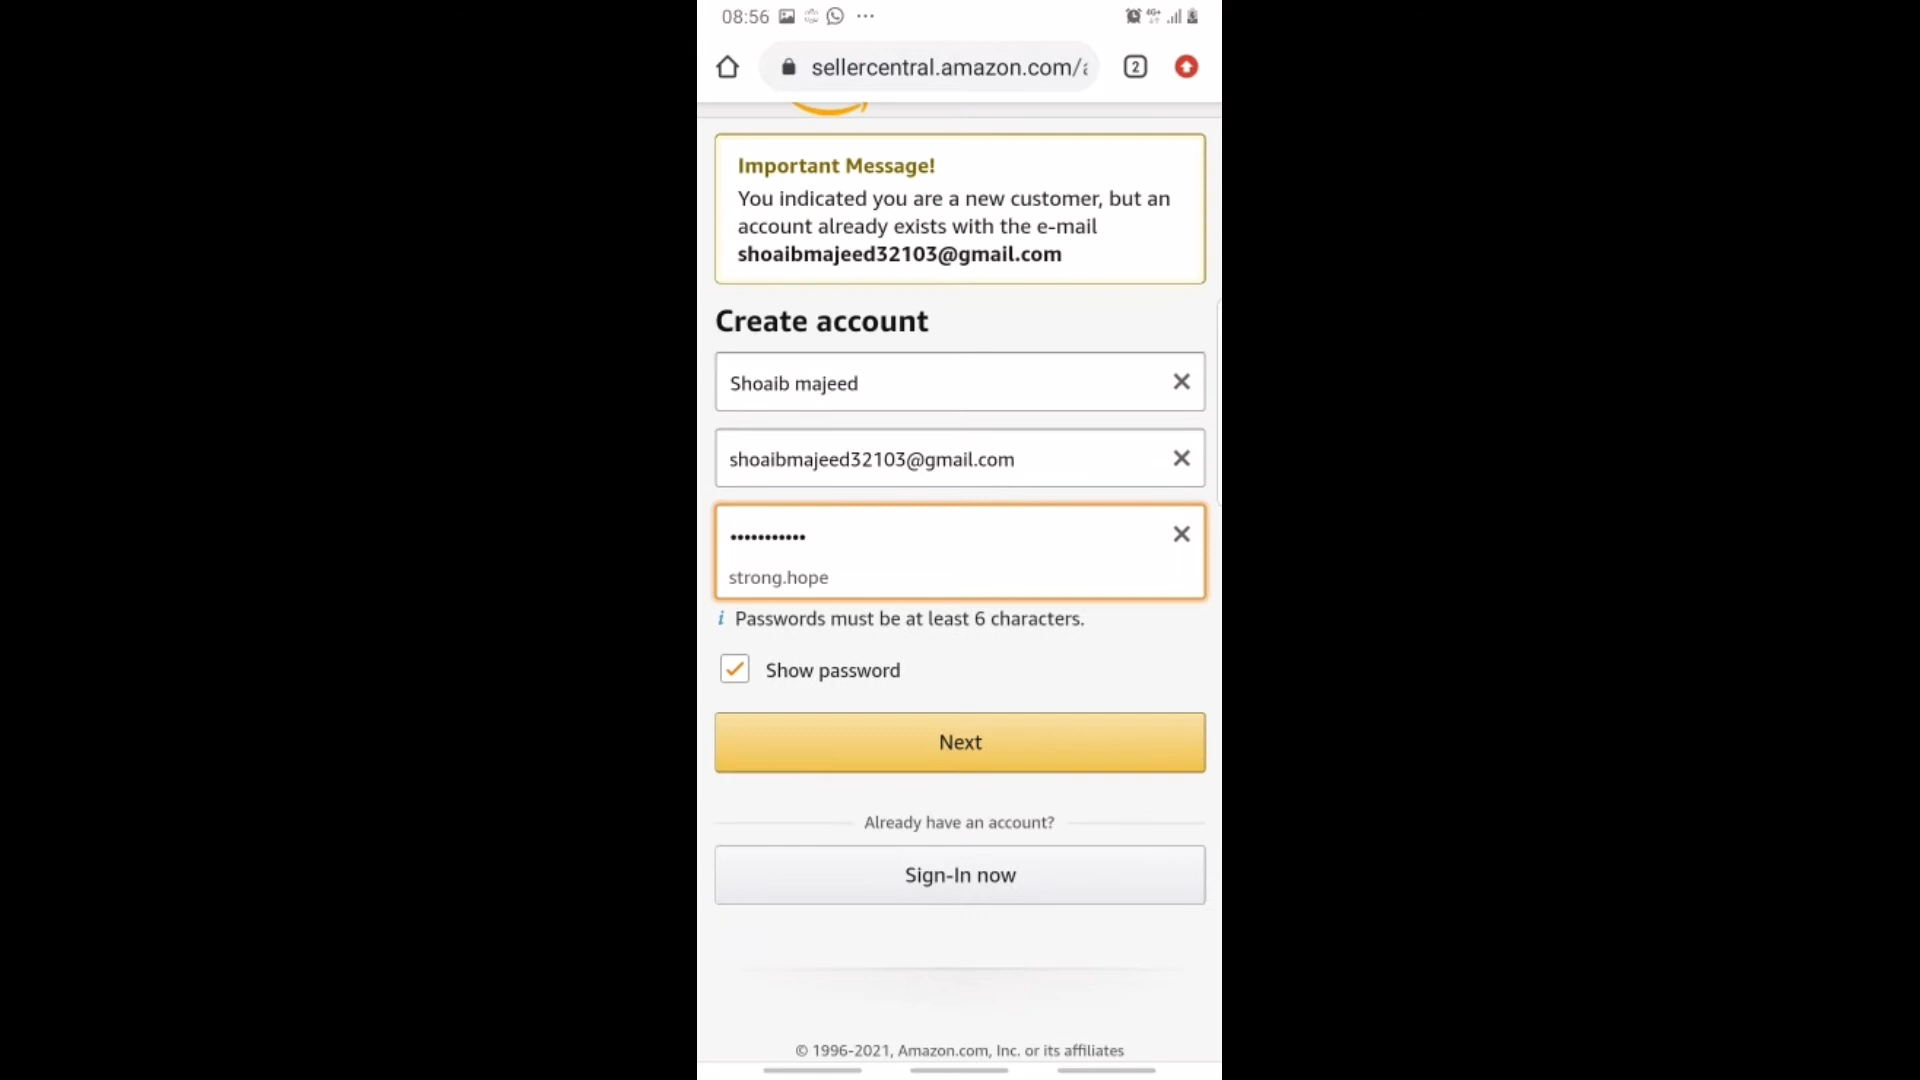 08:56
4G+
sellercentral.amazon.com/a
2
Important Message!
You indicated you are a new customer, but an
account already exists with the e-mail
shoaibmajeed32103@gmail.com
Create account
Shoaib majeed
shoaibmajeed32103@gmail.com
•••••••••••
strong.hope
i Passwords must be at least 6 characters.
Show password
Next
Already have an account?
Sign-In now
© 1996-2021, Amazon.com, Inc. or its affiliates